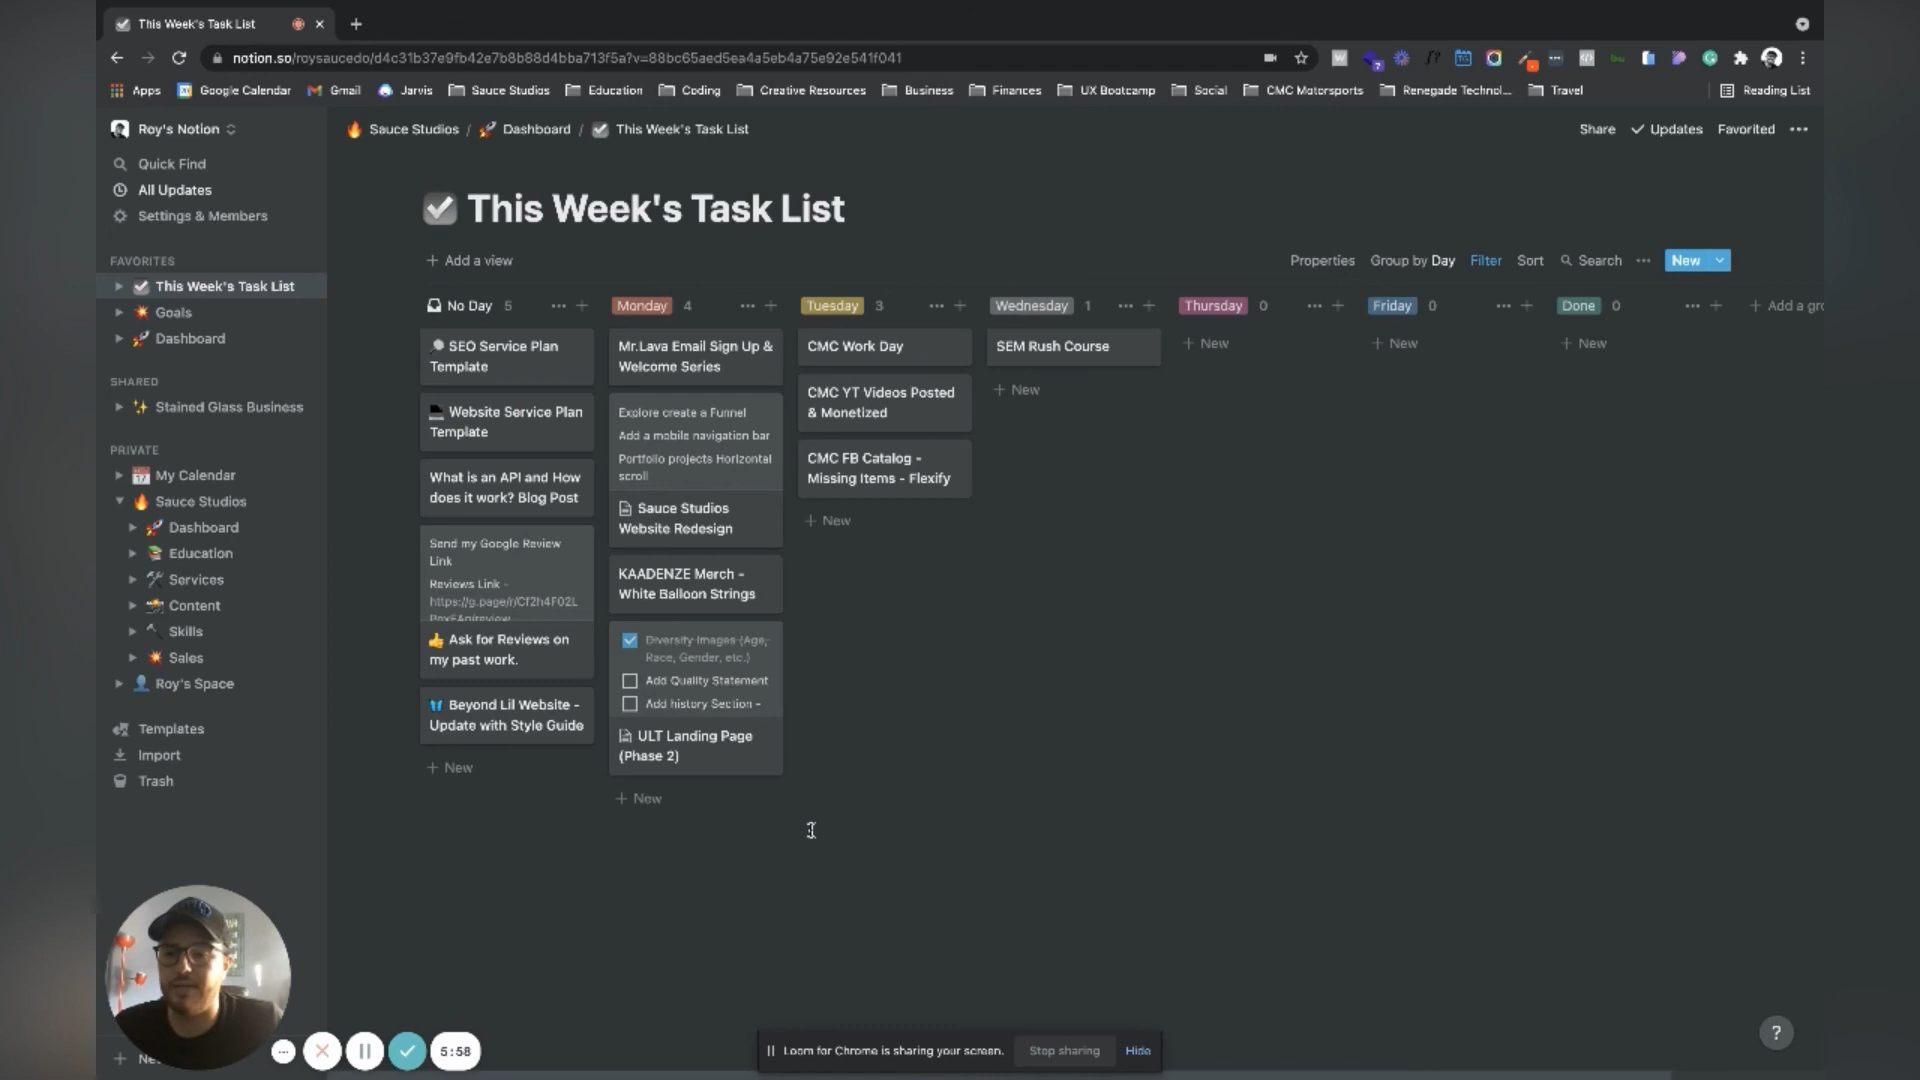 This Week's Task List
notion.so/roysaucedo/d4c31b37e9fb42e7b8b88d4bba713f5a?v=88bc65aed5ea4a5eb4a75e92e541f041
Apps
Google Calendar
Gmail
Jarvis
Sauce Studios
Education
Coding
Creative Resources
Business
Finances
UX Bootcamp
Social
CMC Motorsports
Renegade Technol...
Travel
Reading List
Roy's Notion
Sauce Studios / Dashboard / This Week's Task List
Share
Updates
Favorited
Quick Find
All Updates
Settings & Members
FAVORITES
This Week's Task List
Goals
Dashboard
SHARED
Stained Glass Business
PRIVATE
My Calendar
Sauce Studios
Dashboard
Education
Services
Content
Skills
Sales
Roy's Space
Templates
Import
Trash
This Week's Task List
+ Add a view
Properties
Group by Day
Filter
Sort
Search
New
No Day 5
SEO Service Plan
Template
Website Service Plan
Template
What is an API and How
does it work? Blog Post
Send my Google Review
Link
Reviews Link -
https://g.page/r/Cf2h4F02L
Ask for Reviews on
my past work.
Beyond Lil Website -
Update with Style Guide
+ New
Monday 4
Mr.Lava Email Sign Up &
Welcome Series
Explore create a Funnel
Add a mobile navigation bar
Portfolio projects Horizontal
scroll
Sauce Studios
Website Redesign
KAADENZE Merch -
White Balloon Strings
Diversity Images (Age,
Race, Gender, etc.)
Add Quality Statement
Add history Section -
ULT Landing Page
(Phase 2)
+ New
Tuesday 3
CMC Work Day
CMC YT Videos Posted
& Monetized
CMC FB Catalog -
Missing Items - Flexify
+ New
Wednesday 1
SEM Rush Course
+ New
Thursday 0
+ New
Friday 0
+ New
Done 0
+ New
+ Add a gro
5:58
Loom for Chrome is sharing your screen.
Stop sharing
Hide
?